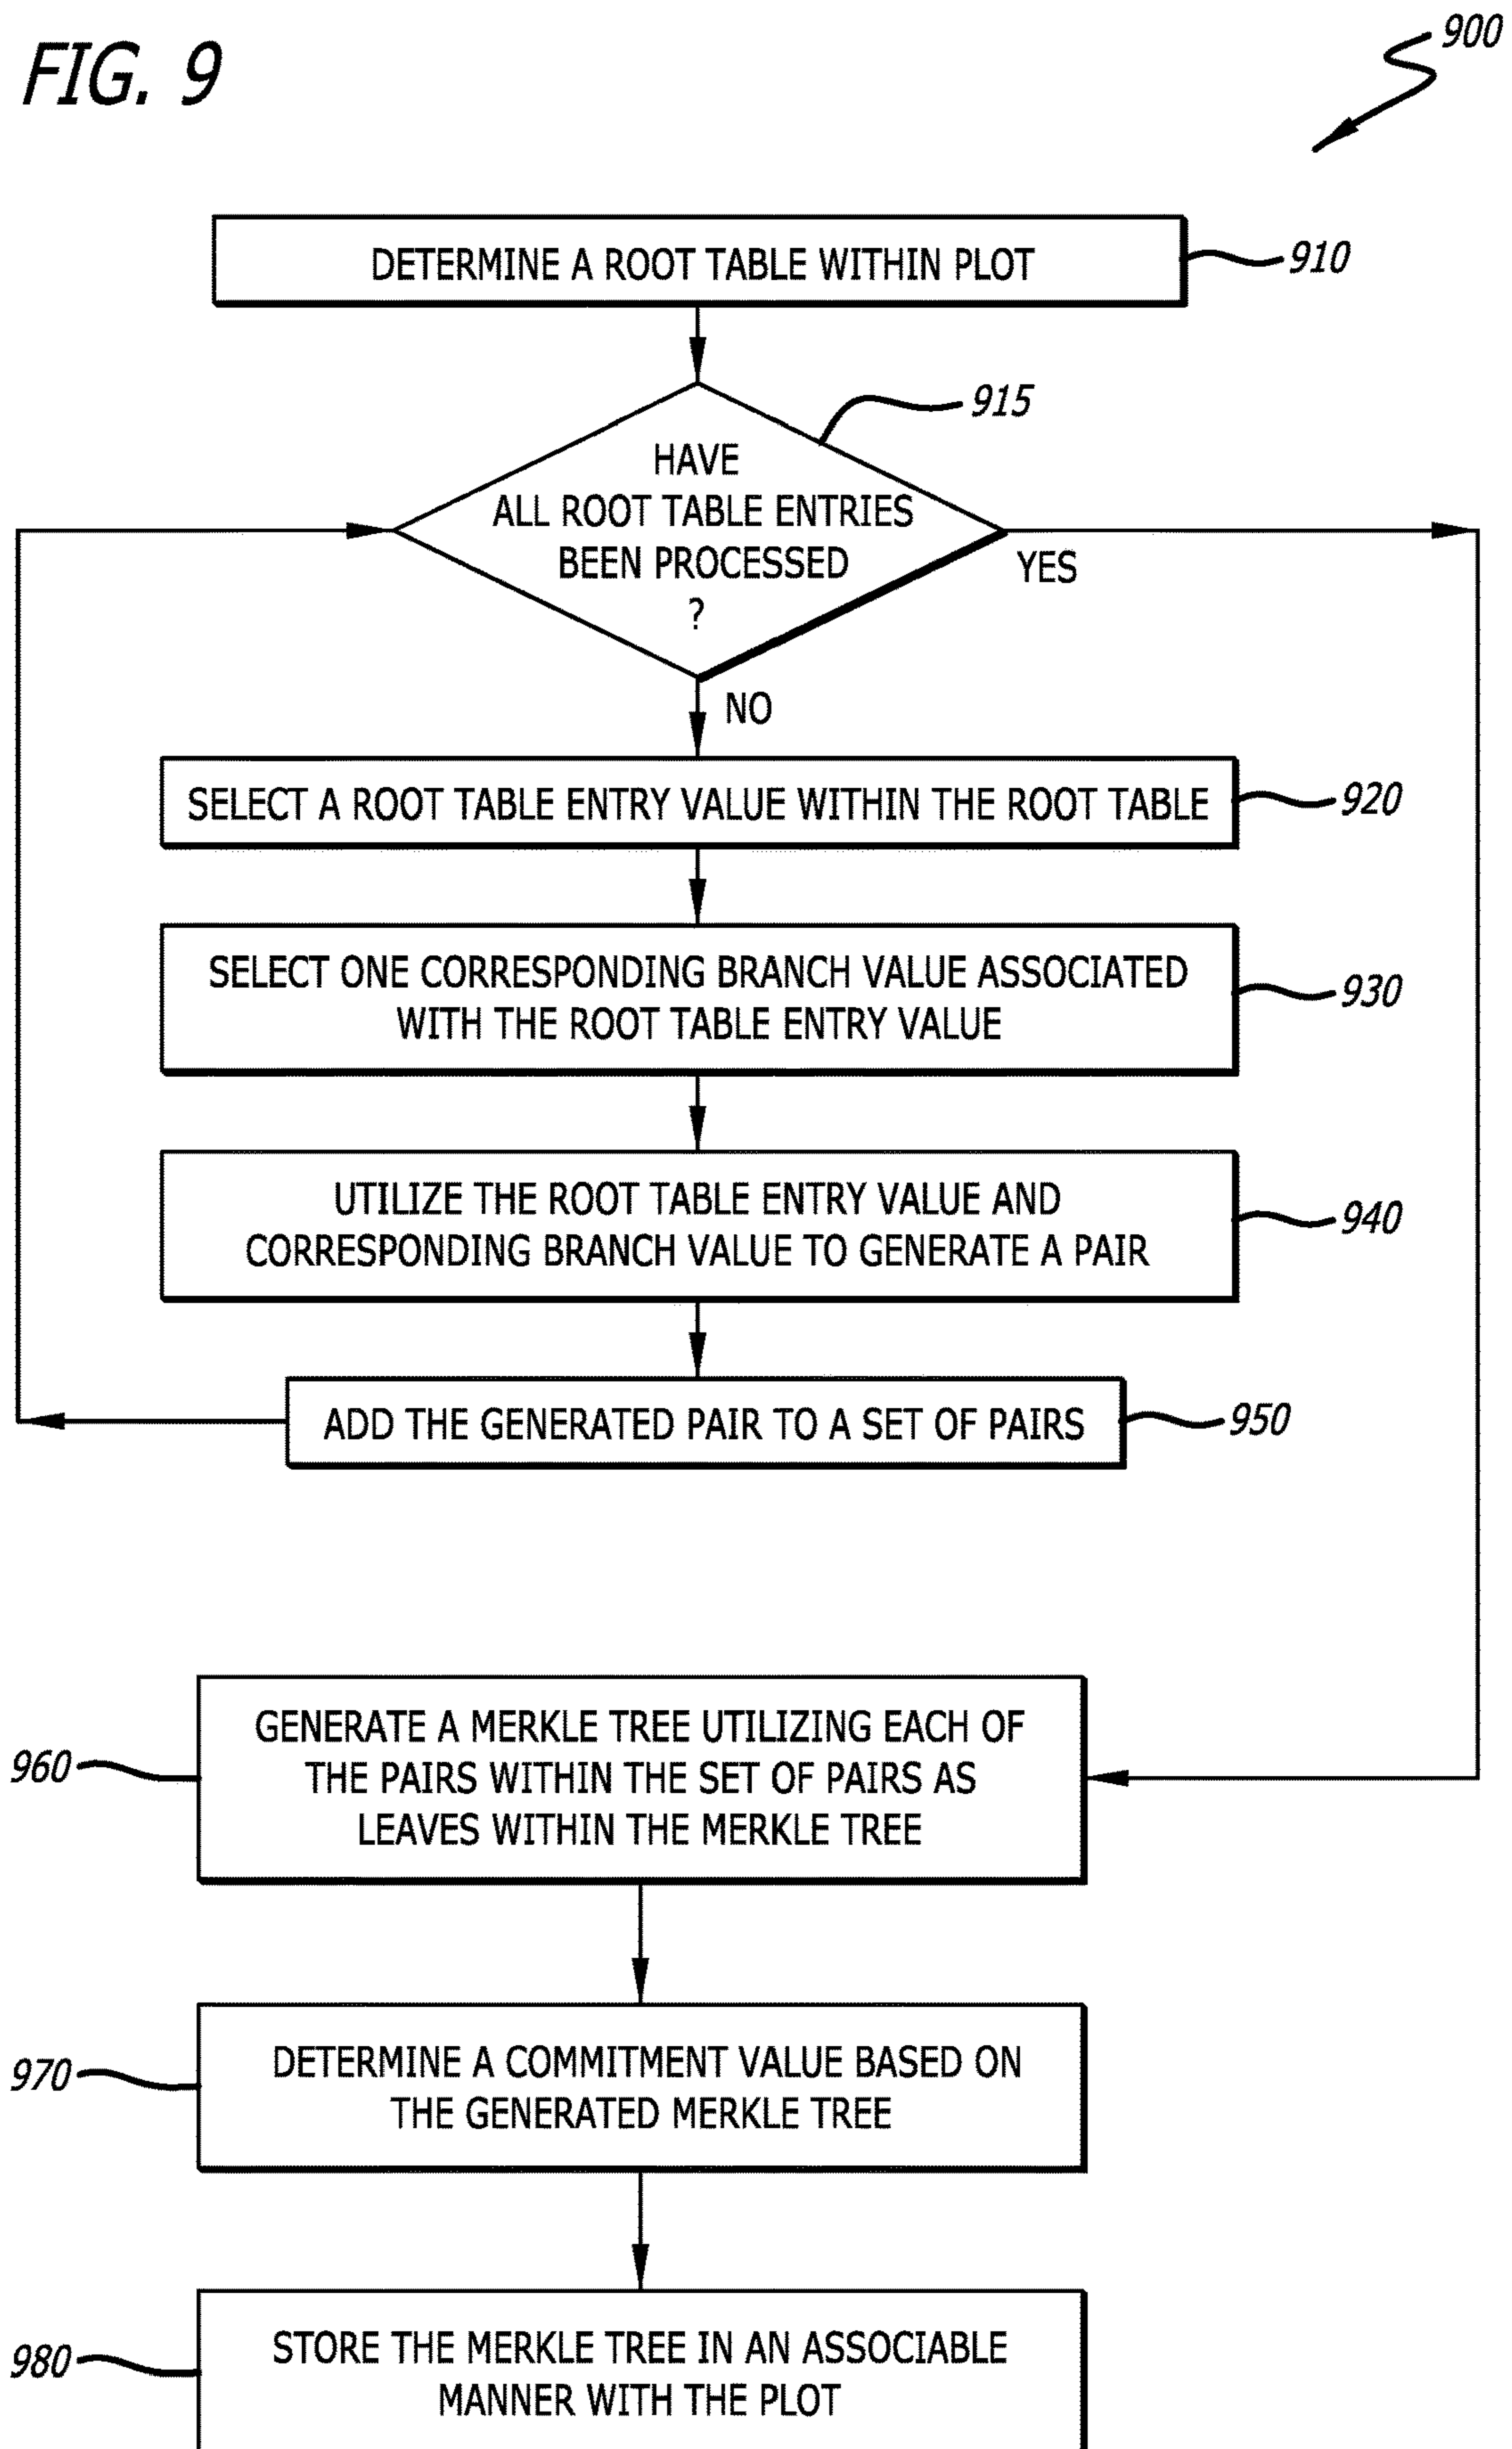 FIG. 9
900
DETERMINE A ROOT TABLE WITHIN PLOT
910
915
HAVE
ALL ROOT TABLE ENTRIES
BEEN PROCESSED
?
YES
NO
SELECT A ROOT TABLE ENTRY VALUE WITHIN THE ROOT TABLE
920
SELECT ONE CORRESPONDING BRANCH VALUE ASSOCIATED
WITH THE ROOT TABLE ENTRY VALUE
930
UTILIZE THE ROOT TABLE ENTRY VALUE AND
CORRESPONDING BRANCH VALUE TO GENERATE A PAIR
940
ADD THE GENERATED PAIR TO A SET OF PAIRS
950
960
GENERATE A MERKLE TREE UTILIZING EACH OF
THE PAIRS WITHIN THE SET OF PAIRS AS
LEAVES WITHIN THE MERKLE TREE
970
DETERMINE A COMMITMENT VALUE BASED ON
THE GENERATED MERKLE TREE
980
STORE THE MERKLE TREE IN AN ASSOCIABLE
MANNER WITH THE PLOT